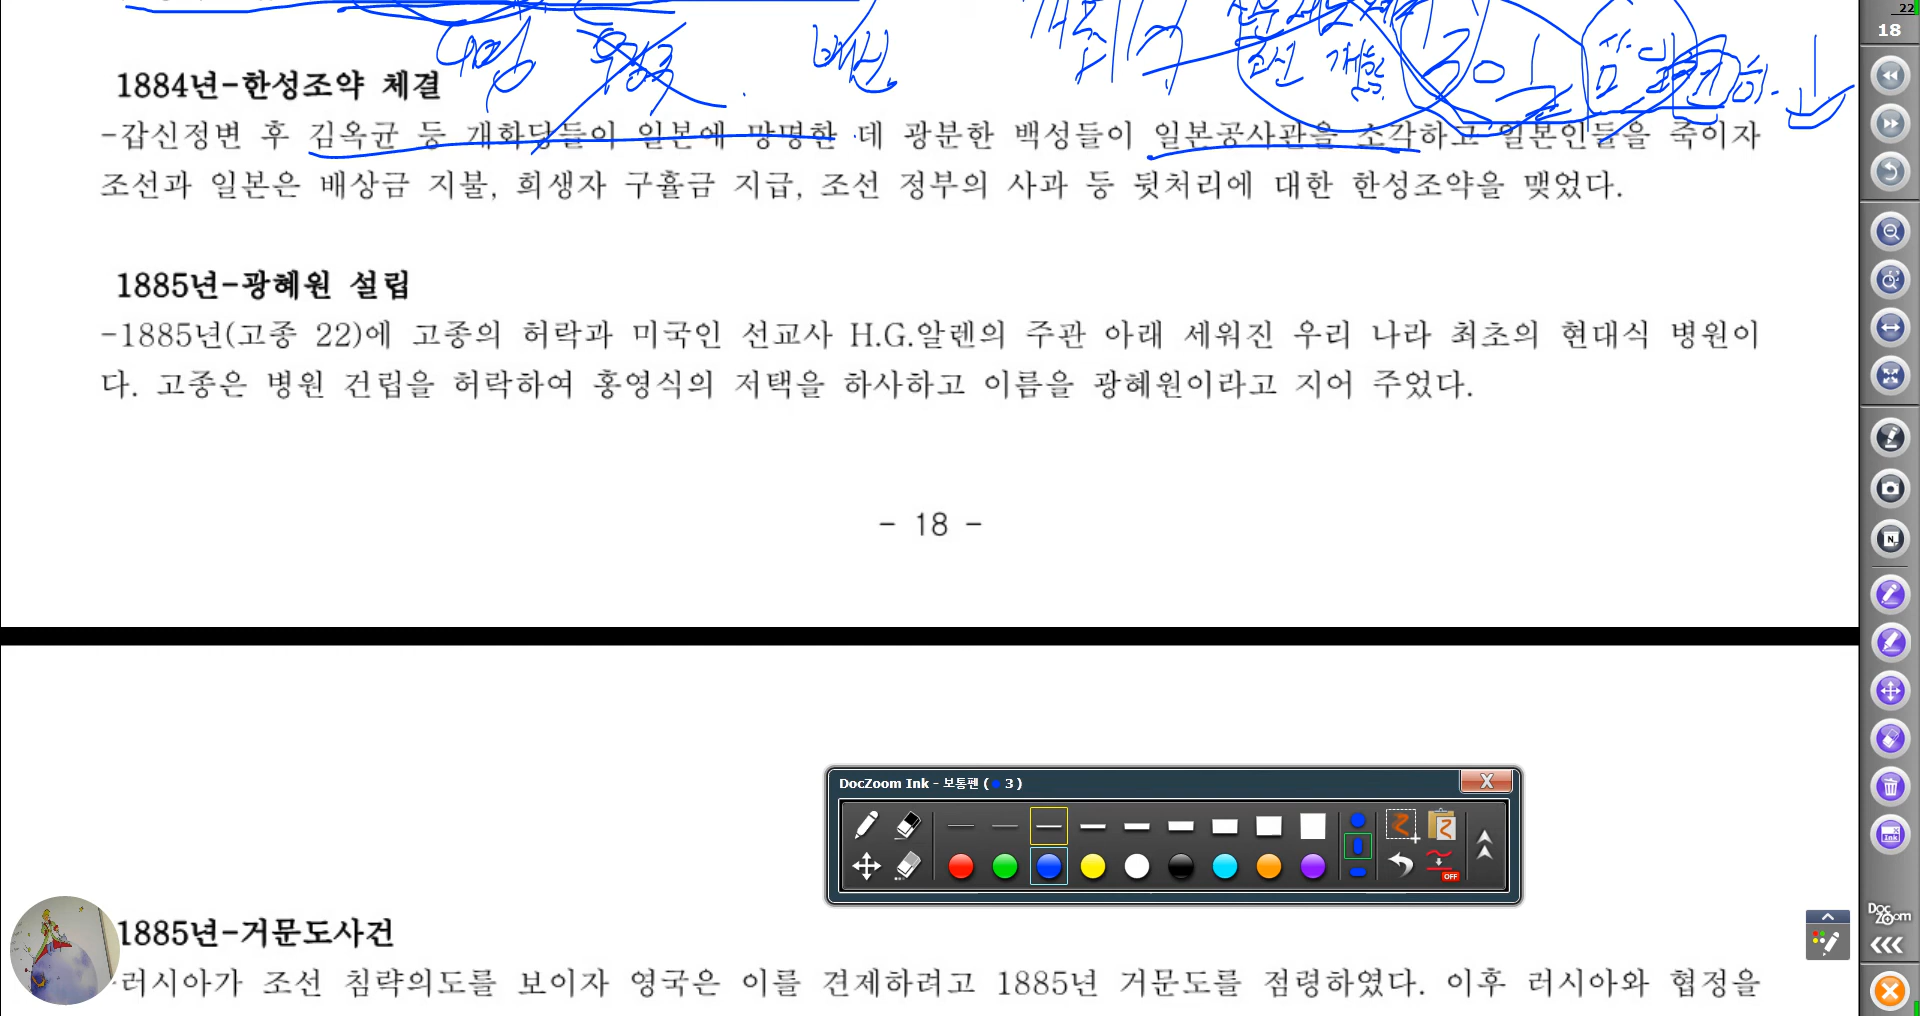 22
18
배신
조선 개혁
1884년-한성조약 체결
-갑신정변 후 김옥균 등 개화당들이 일본에 망명한 데 광분한 백성들이 일본공사관을 소각하고 일본인들을 죽이자
조선과 일본은 배상금 지불, 희생자 구휼금 지급, 조선 정부의 사과 등 뒷처리에 대한 한성조약을 맺었다.
1885년-광혜원 설립
-1885년(고종 22)에 고종의 허락과 미국인 선교사 H.G.알렌의 주관 아래 세워진 우리 나라 최초의 현대식 병원이
다. 고종은 병원 건립을 허락하여 홍영식의 저택을 하사하고 이름을 광혜원이라고 지어 주었다.
- 18 -
DocZoom Ink - 보통펜 ( 3 )
OFF
1885년-거문도사건
-러시아가 조선 침략의도를 보이자 영국은 이를 견제하려고 1885년 거문도를 점령하였다. 이후 러시아와 협정을
N
Ink
Doc Zoom